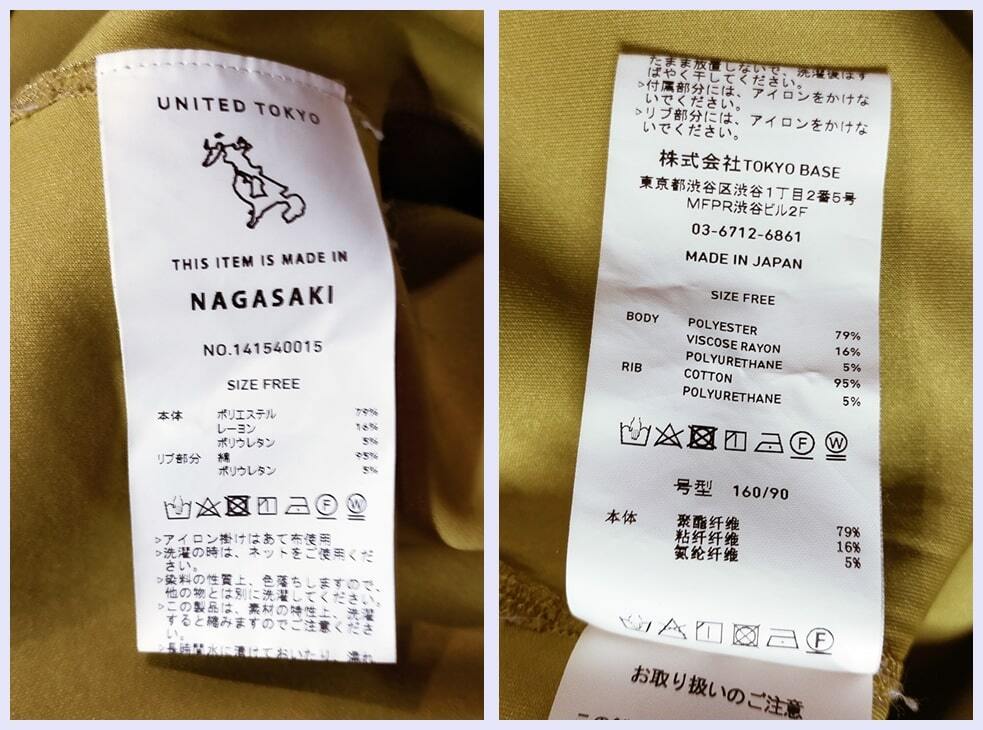 UNITED TOKYO
THIS ITEM IS MADE IN
NAGASAKI
NO.141540015
SIZE FREE
本体 ポリエステル 79%
レーヨン 16%
ポリウレタン 5%
リブ部分 綿 95%
ポリウレタン 5%
F W
>アイロン掛けはあて布使用
>洗濯の時は、ネットをご使用くだ
さい。
>染料の性質上、色落ちしますので、
他の物とは別に洗濯してください。
>この製品は、素材の特性上、洗濯
すると縮みますのでご注意くださ
い。
>長時間水に漬けておいたり、濡れ
たまま放置しないで、洗濯後はす
ばやく干してください。
>付属部分には、アイロンをかけな
いでください。
>リブ部分には、アイロンをかけな
いでください。
株式会社TOKYO BASE
東京都渋谷区渋谷1丁目2番5号
MFPR渋谷ビル2F
03-6712-6861
MADE IN JAPAN
SIZE FREE
BODY POLYESTER 79%
VISCOSE RAYON 16%
POLYURETHANE 5%
RIB COTTON 95%
POLYURETHANE 5%
F W
号型 160/90
本体 聚酯纤维 79%
粘纤纤维 16%
氨纶纤维 5%
F
お取り扱いのご注意